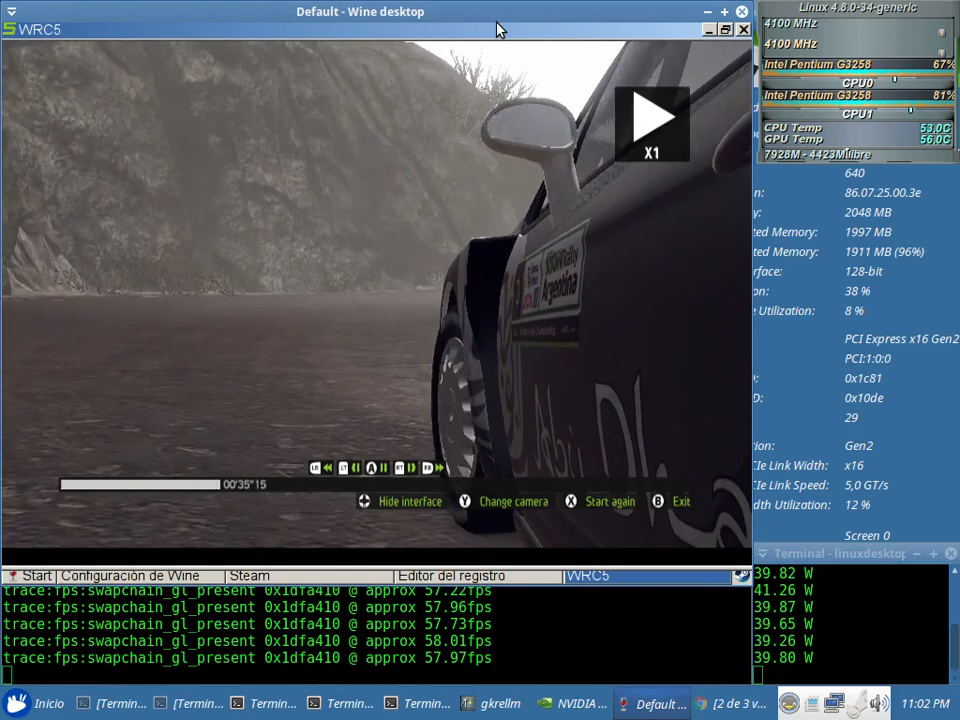 Default - Wine desktop
WRC5
X1
Rally
Argentina
00'35"15
LB LT A RT RB
Hide interface Y Change camera X Start again B Exit
Start Configuración de Wine Steam Editor del registro WRC5
trace:fps:swapchain_gl_present 0x1dfa410 @ approx 57.22fps
trace:fps:swapchain_gl_present 0x1dfa410 @ approx 57.96fps
trace:fps:swapchain_gl_present 0x1dfa410 @ approx 57.73fps
trace:fps:swapchain_gl_present 0x1dfa410 @ approx 58.01fps
trace:fps:swapchain_gl_present 0x1dfa410 @ approx 57.97fps
Linux 4.8.0-34-generic
4100 MHz
4100 MHz
Intel Pentium G3258 67%
CPU0
Intel Pentium G3258 81%
CPU1
CPU Temp 53,0C
GPU Temp 56,0C
7928M - 4423Mlibre
640
n: 86.07.25.00.3e
y: 2048 MB
ted Memory: 1997 MB
ted Memory: 1911 MB (96%)
rface: 128-bit
on: 38 %
e Utilization: 8 %
PCI Express x16 Gen2
PCI:1:0:0
D: 0x1c81
D: 0x10de
29
tion: Gen2
CIe Link Width: x16
CIe Link Speed: 5,0 GT/s
dth Utilization: 12 %
Screen 0
Terminal - linuxdesktop
39.82 W
41.26 W
39.87 W
39.65 W
39.26 W
39.80 W
Inicio [Termin... [Termin... Termin... Termin... Termin... gkrellm NVIDIA ... Default ... [2 de 3 v... 11:02 PM